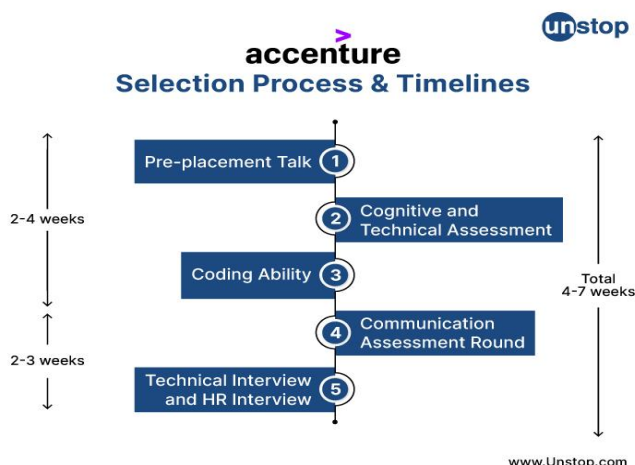 unstop
accenture
Selection Process & Timelines
Pre-placement Talk 1
2 Cognitive and
Technical Assessment
2-4 weeks
Coding Ability 3
Total
4-7 weeks
4 Communication
Assessment Round
2-3 weeks
Technical Interview
and HR Interview 5
www.Unstop.com